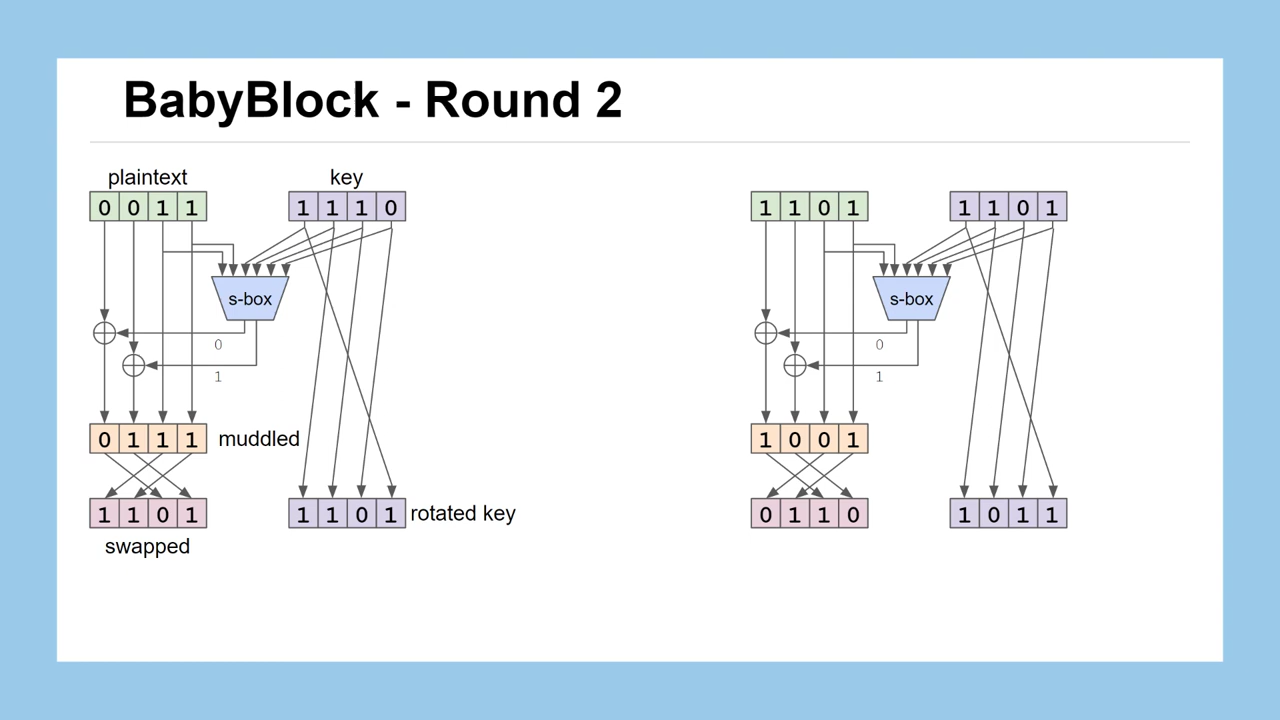 BabyBlock - Round 2
plaintext key
0 0 1 1 1 1 1 0 1 1 0 1 1 1 0 1
s-box s-box
0 0
1 1
0 1 1 1 muddled 1 0 0 1
1 1 0 1 1 1 0 1 rotated key 0 1 1 0 1 0 1 1
swapped